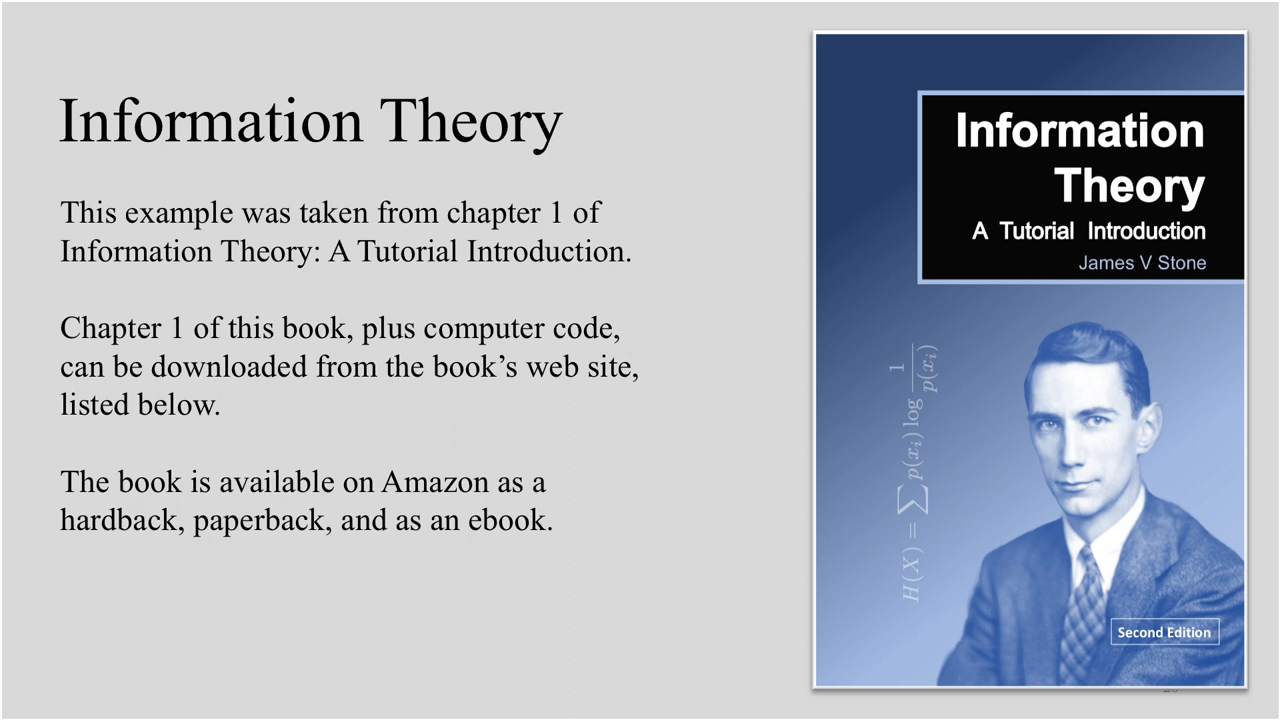 Information Theory
This example was taken from chapter 1 of
Information Theory: A Tutorial Introduction.
Chapter 1 of this book, plus computer code,
can be downloaded from the book’s web site,
listed below.
The book is available on Amazon as a
hardback, paperback, and as an ebook.
Information
Theory
A Tutorial Introduction
James V Stone
H(X) = ∑ p(x_i) log 1/p(x_i)
Second Edition